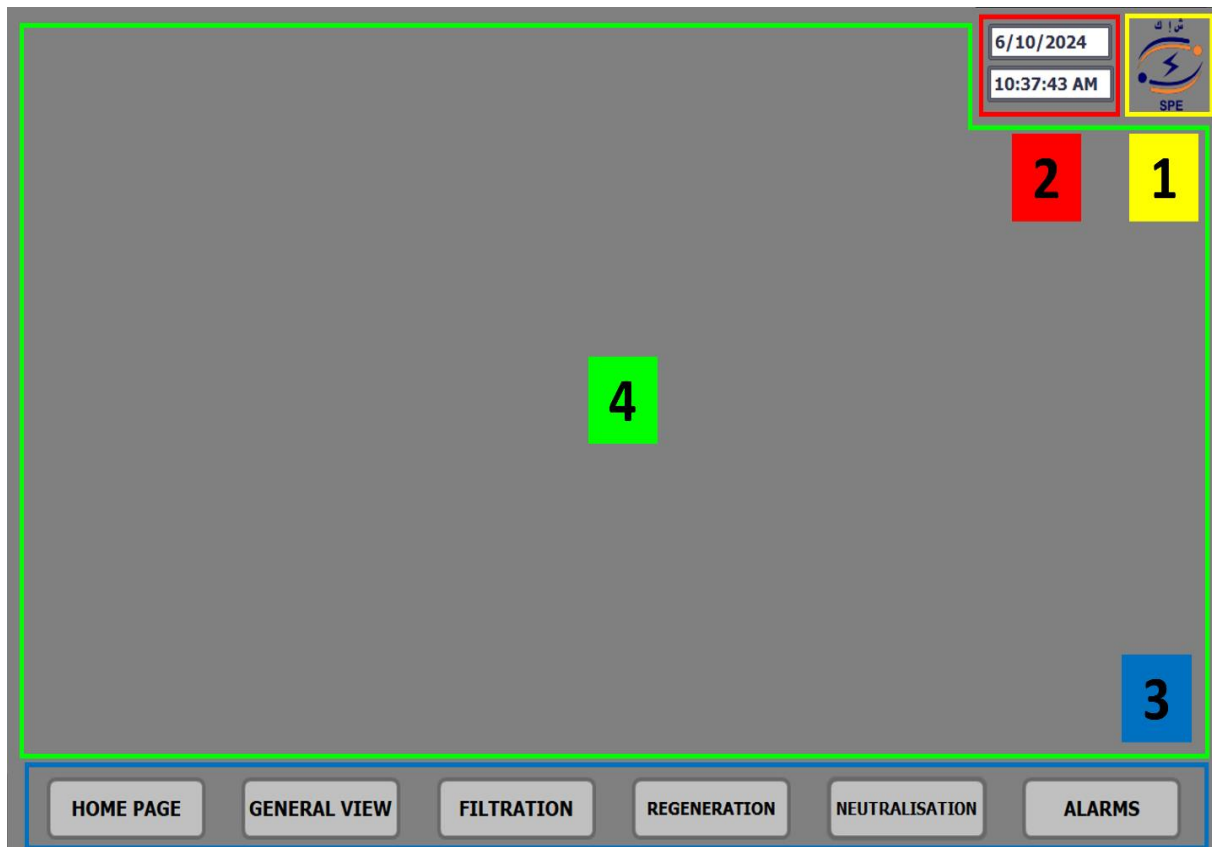 6/10/2024
10:37:43 AM
ش إ ك
SPE
2
1
4
3
HOME PAGE
GENERAL VIEW
FILTRATION
REGENERATION
NEUTRALISATION
ALARMS